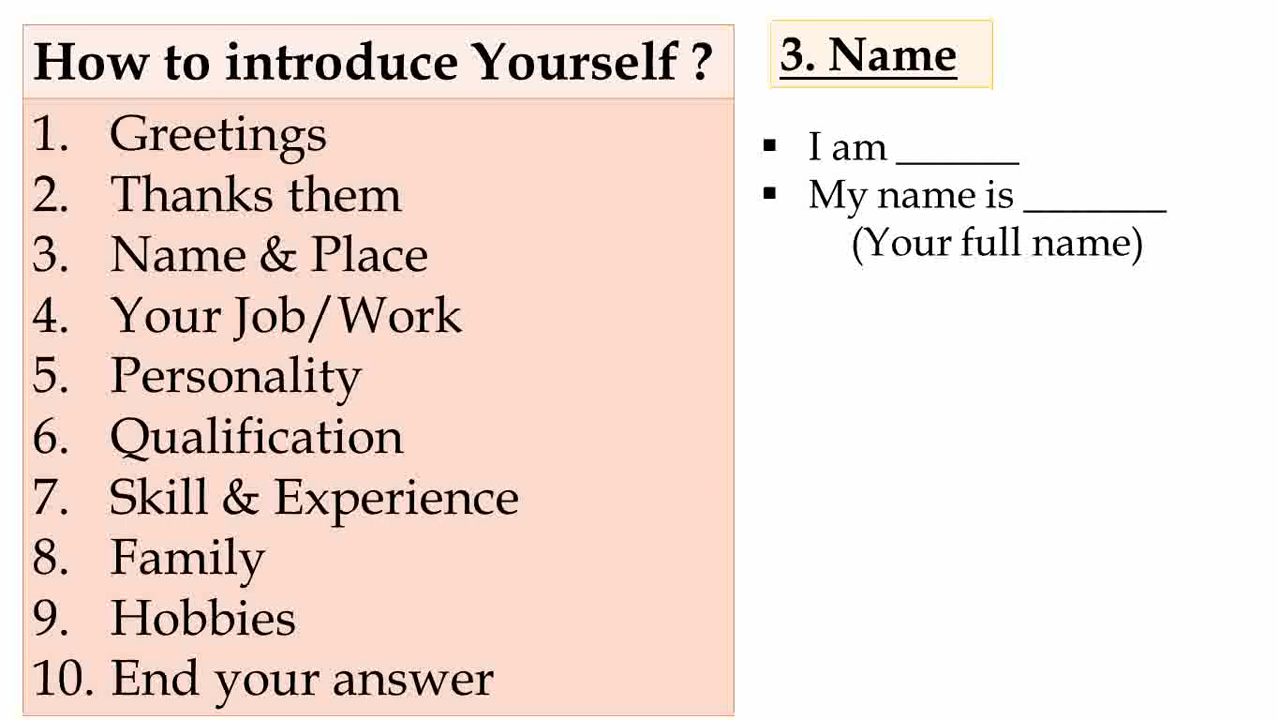 How to introduce Yourself ?
1. Greetings
2. Thanks them
3. Name & Place
4. Your Job/Work
5. Personality
6. Qualification
7. Skill & Experience
8. Family
9. Hobbies
10. End your answer
3. Name
▪ I am ______
▪ My name is _______
(Your full name)